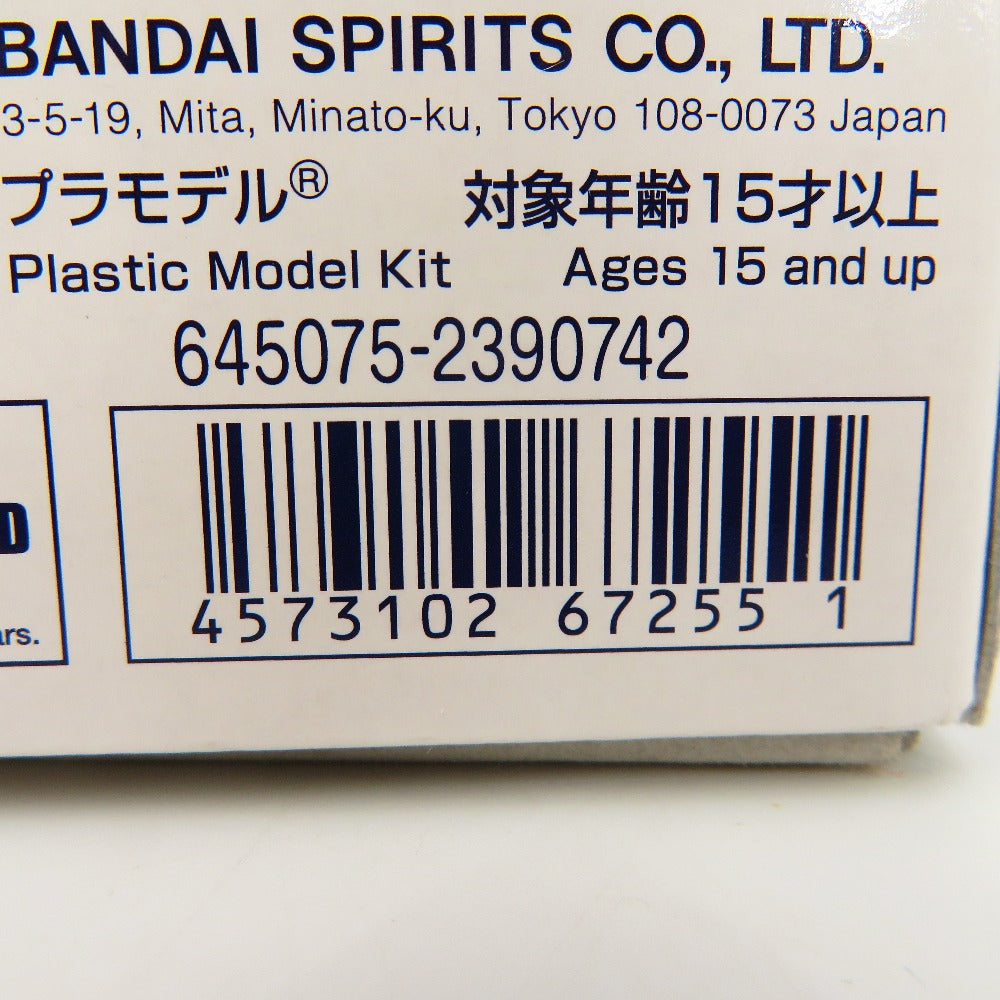 BANDAI SPIRITS CO., LTD.
3-5-19, Mita, Minato-ku, Tokyo 108-0073 Japan
プラモデル® 対象年齢15才以上
Plastic Model Kit Ages 15 and up
645075-2390742
4573102 67255 1